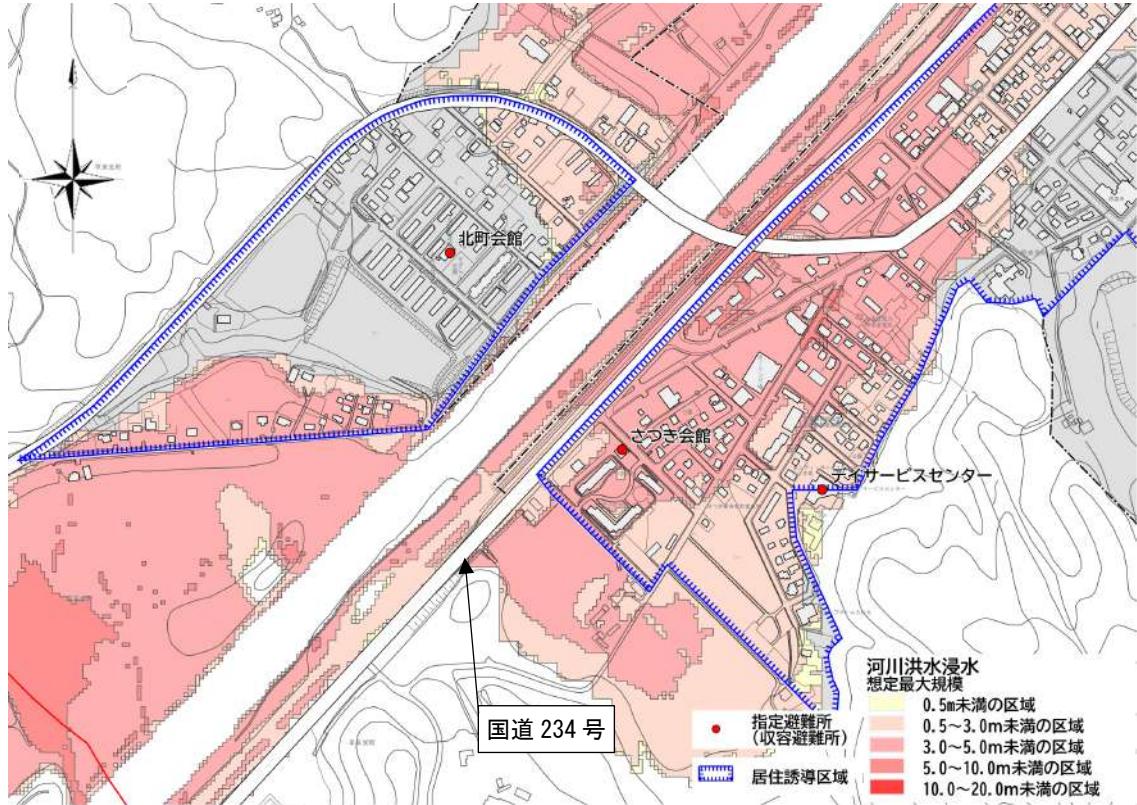 北町会館
さつき会館
デイサービスセンター
国道 234 号
指定避難所
(収容避難所)
居住誘導区域
河川洪水浸水
想定最大規模
0.5m未満の区域
0.5～3.0m未満の区域
3.0～5.0m未満の区域
5.0～10.0m未満の区域
10.0～20.0m未満の区域